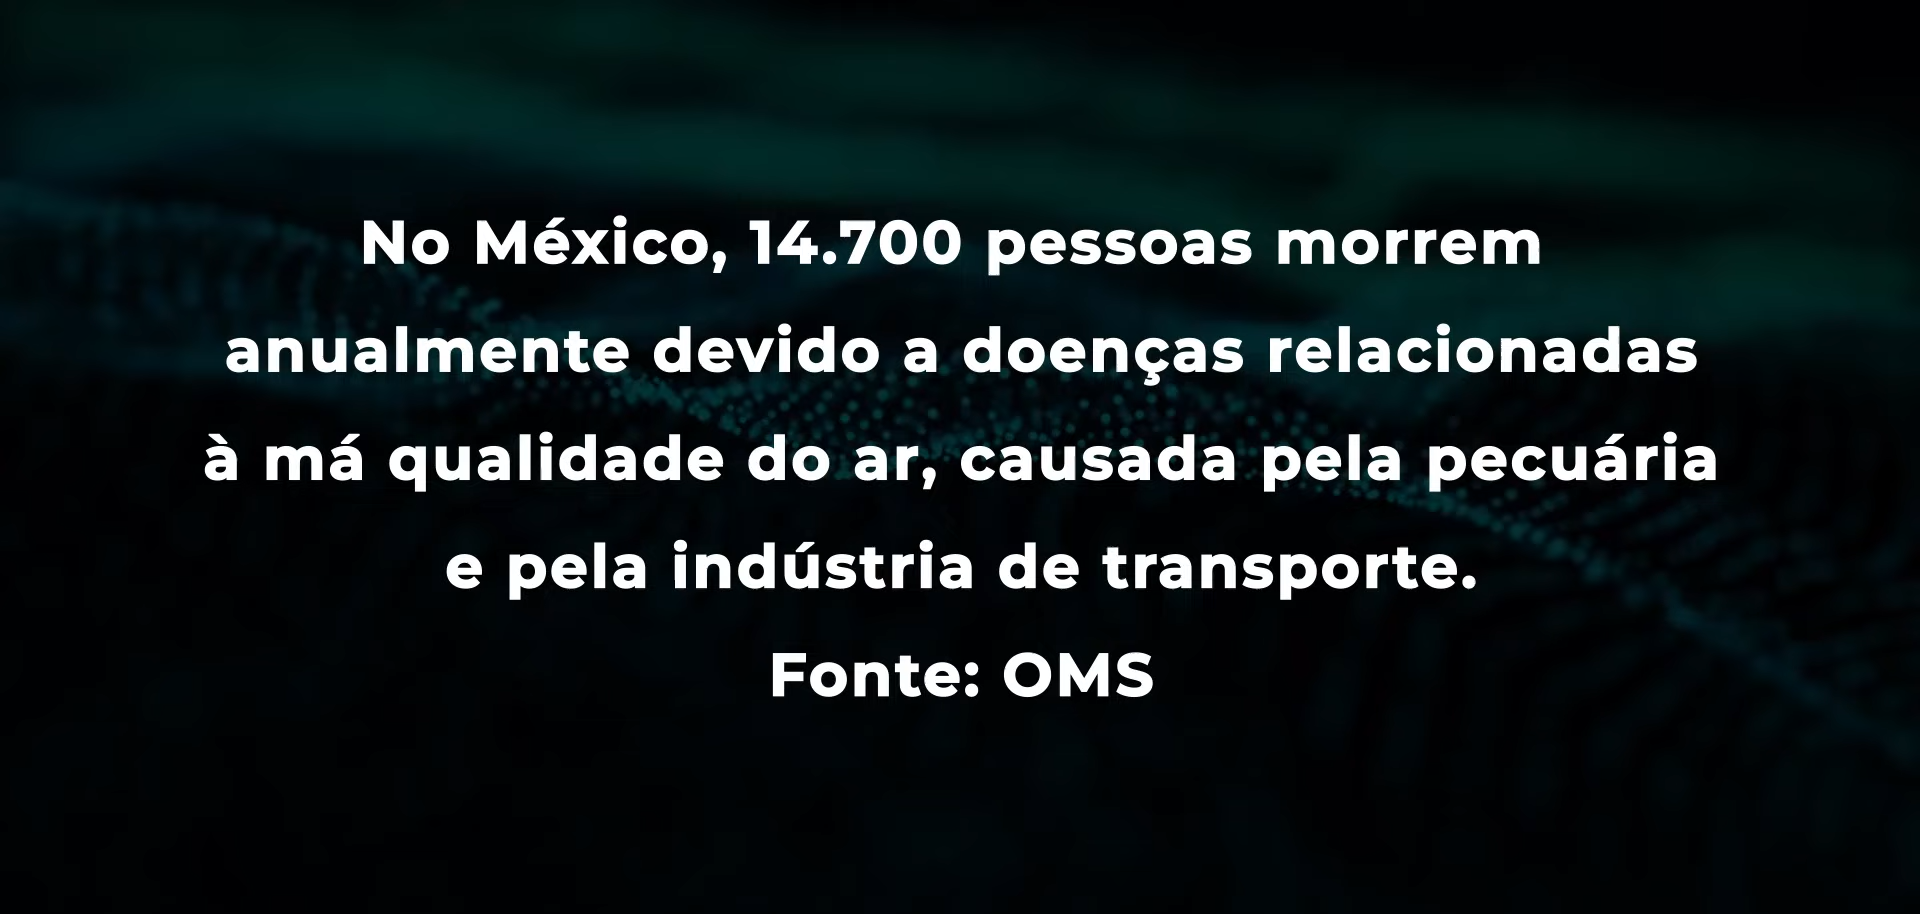 No México, 14.700 pessoas morrem
anualmente devido a doenças relacionadas
à má qualidade do ar, causada pela pecuária
e pela indústria de transporte.
Fonte: OMS